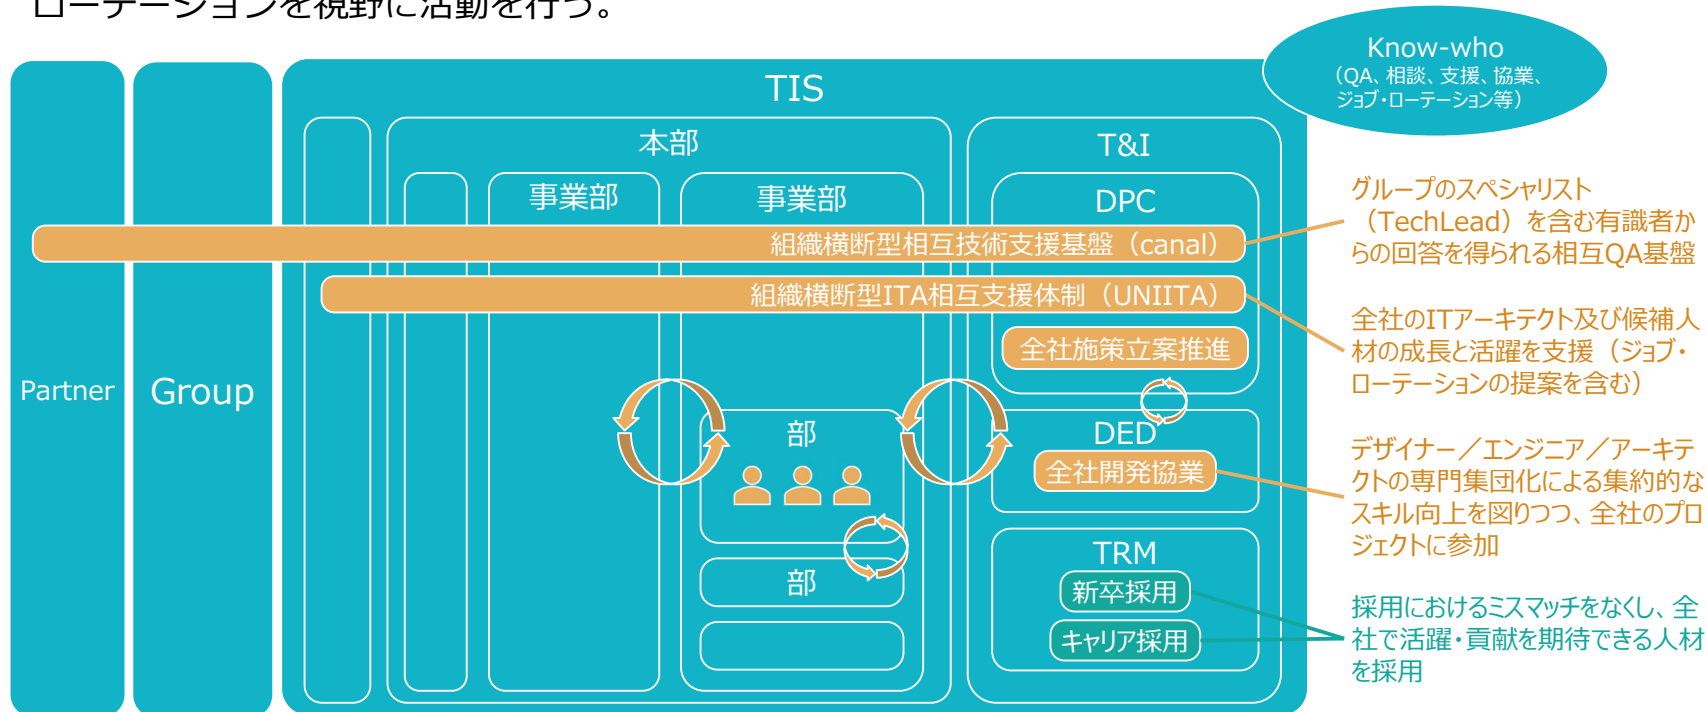 ローテーションを視野に活動を行う。
Know-who
（QA、相談、支援、協業、
ジョブ・ローテーション等）
TIS
本部
T&I
事業部
事業部
DPC
組織横断型相互技術支援基盤（canal）
組織横断型ITA相互支援体制（UNIITA）
全社施策立案推進
Partner
Group
部
DED
全社開発協業
部
TRM
新卒採用
キャリア採用
グループのスペシャリスト
（TechLead）を含む有識者か
らの回答を得られる相互QA基盤
全社のITアーキテクト及び候補人
材の成長と活躍を支援（ジョブ・
ローテーションの提案を含む）
デザイナー／エンジニア／アーキテ
クトの専門集団化による集約的な
スキル向上を図りつつ、全社のプロ
ジェクトに参加
採用におけるミスマッチをなくし、全
社で活躍・貢献を期待できる人材
を採用